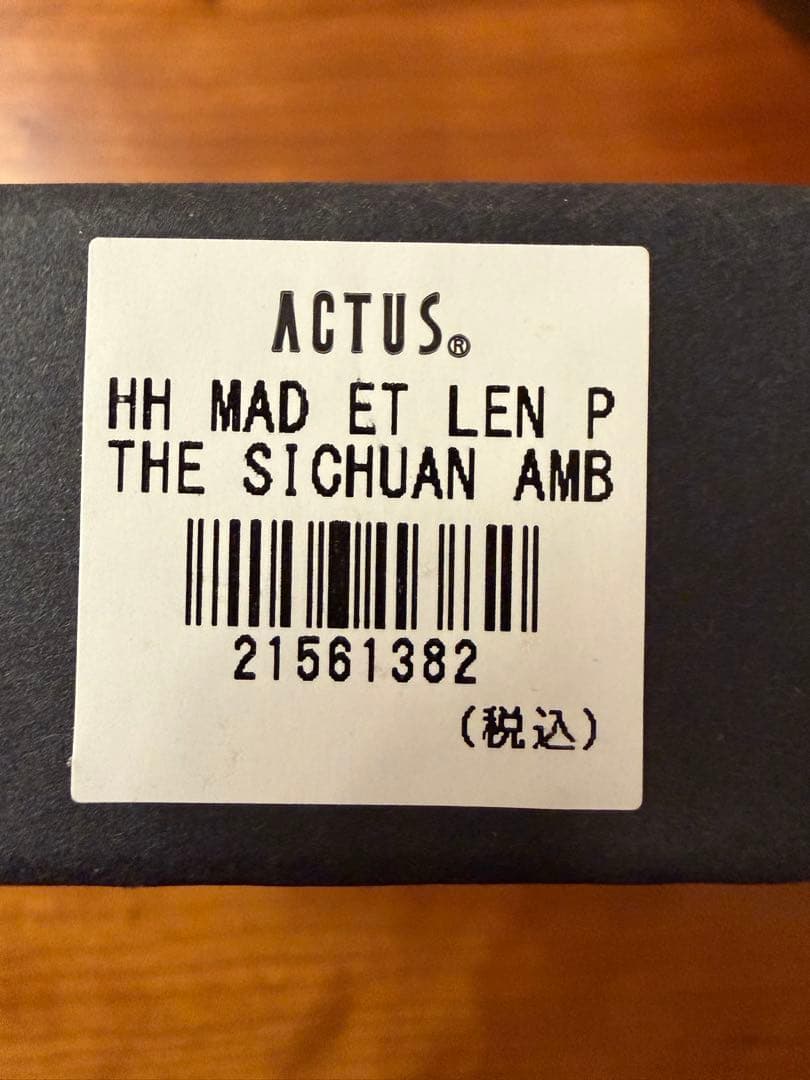 ACTUS®
HH MAD ET LEN P
THE SICHUAN AMB
21561382
(税込)